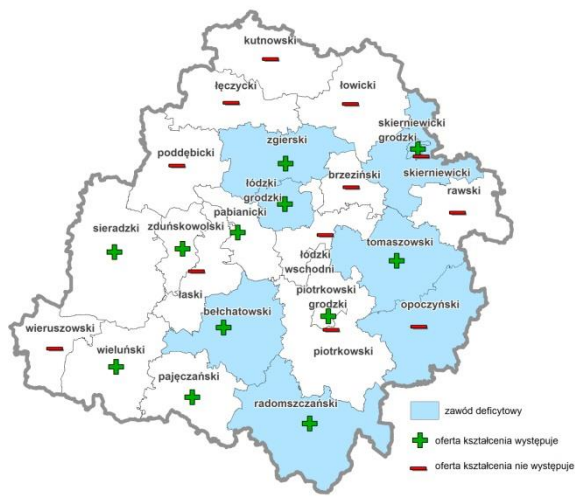 kutnowski
łęczycki
łowicki
skierniewicki
grodzki
zgierski
poddębicki
brzeziński
skierniewicki
łódzki
grodzki
rawski
pabianicki
sieradzki
zduńskowolski
tomaszowski
łódzki
wschodni
łaski
piotrkowski
grodzki
opoczyński
bełchatowski
wieruszowski
wieluński
piotrkowski
pajęczański
radomszczański
zawód deficytowy
oferta kształcenia występuje
oferta kształcenia nie występuje